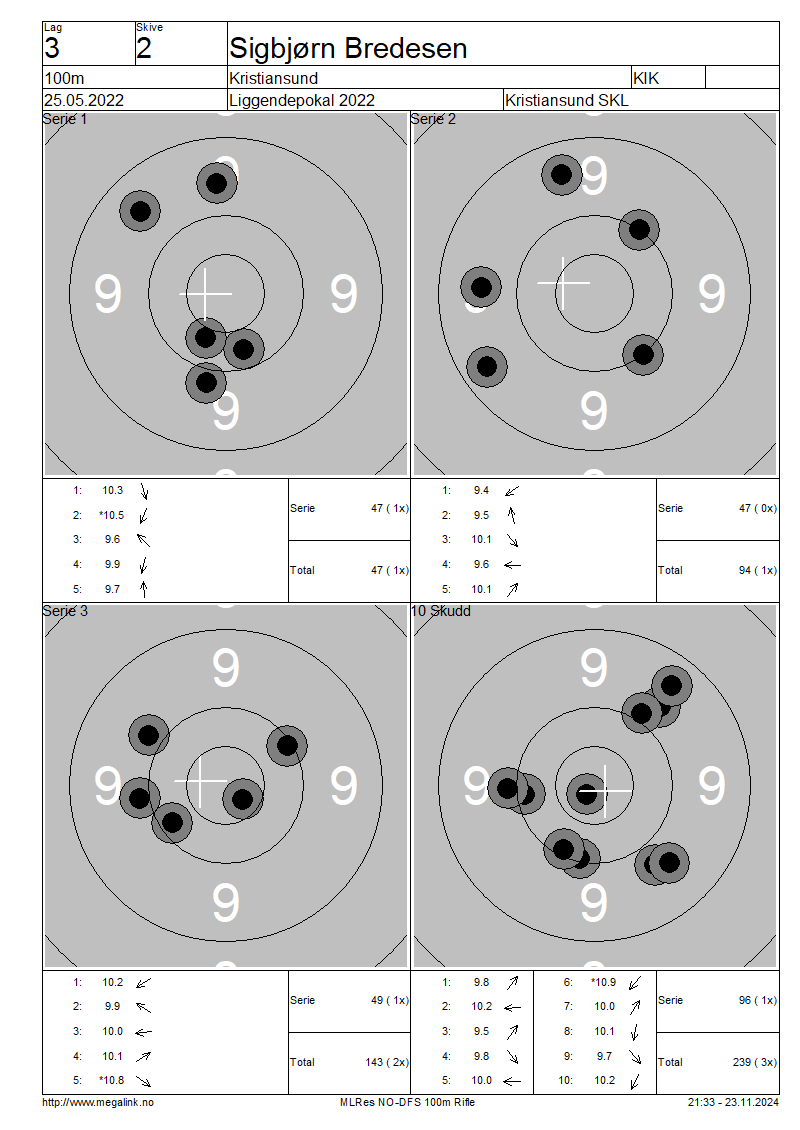 Lag
Skive
3
2
Sigbjørn Bredesen
100m
Kristiansund
KIK
25.05.2022
Liggendepokal 2022
Kristiansund SKL
Serie 1
9
9
9
9
Serie 2
9
9
9
9
1: 10.3
2: *10.5
3: 9.6
4: 9.9
5: 9.7
Serie 47 ( 1x)
Total 47 ( 1x)
1: 9.4
2: 9.5
3: 10.1
4: 9.6
5: 10.1
Serie 47 ( 0x)
Total 94 ( 1x)
Serie 3
9
9
9
9
10 Skudd
9
9
9
9
1: 10.2
2: 9.9
3: 10.0
4: 10.1
5: *10.8
Serie 49 ( 1x)
Total 143 ( 2x)
1: 9.8
2: 10.2
3: 9.5
4: 9.8
5: 10.0
6: *10.9
7: 10.0
8: 10.1
9: 9.7
10: 10.2
Serie 96 ( 1x)
Total 239 ( 3x)
http://www.megalink.no
MLRes NO-DFS 100m Rifle
21:33 - 23.11.2024